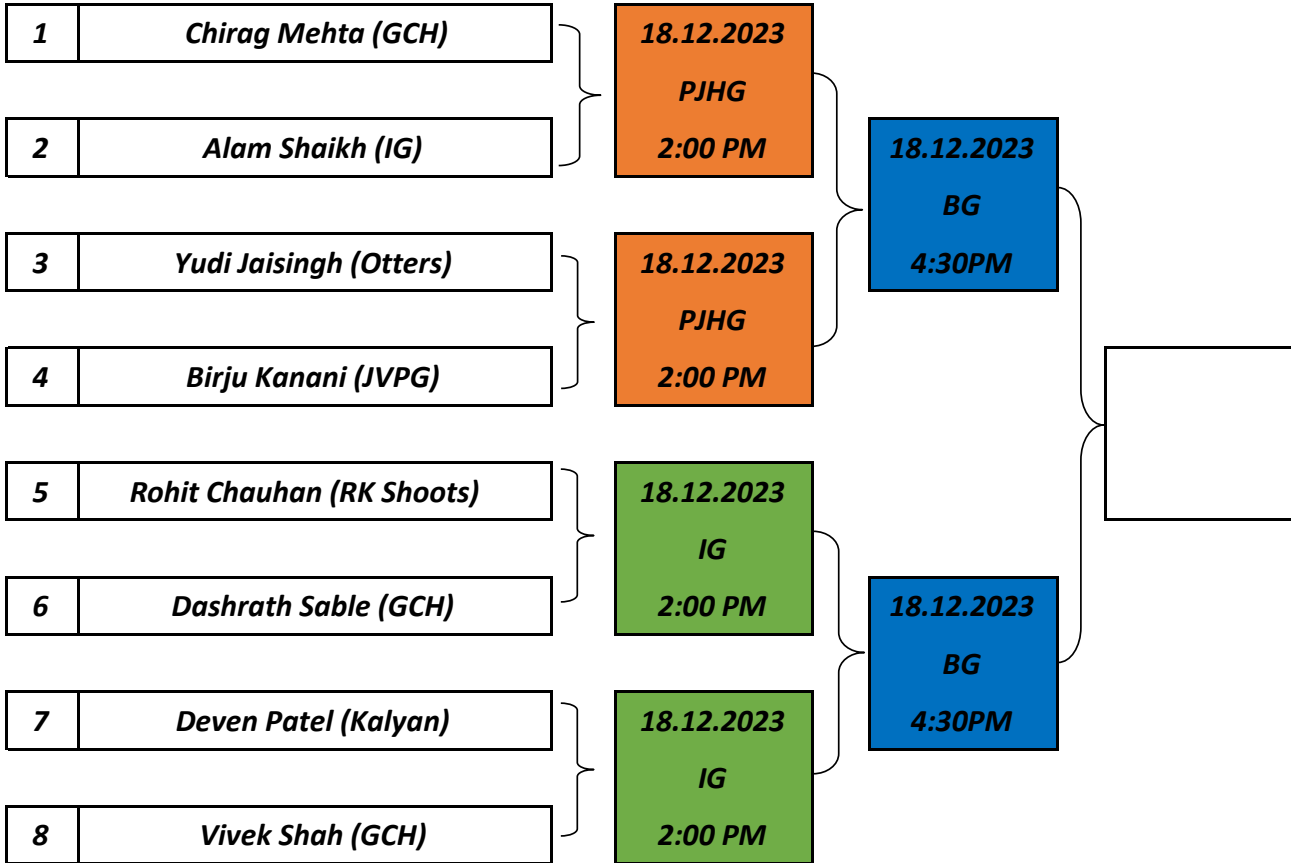 1 Chirag Mehta (GCH)
2 Alam Shaikh (IG)
3 Yudi Jaisingh (Otters)
4 Birju Kanani (JVPG)
5 Rohit Chauhan (RK Shoots)
6 Dashrath Sable (GCH)
7 Deven Patel (Kalyan)
8 Vivek Shah (GCH)
18.12.2023
PJHG
2:00 PM
18.12.2023
PJHG
2:00 PM
18.12.2023
IG
2:00 PM
18.12.2023
IG
2:00 PM
18.12.2023
BG
4:30PM
18.12.2023
BG
4:30PM